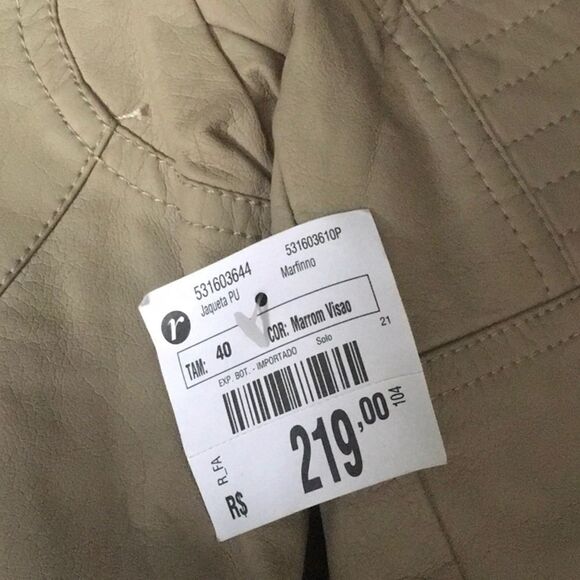 531603644 531603610P
Jaqueta PU Marfinno
r
TAM: 40 COR: Marrom Visao
EXP. BOT. - IMPORTADO Solo 21
R_FA
R$ 219,00 104